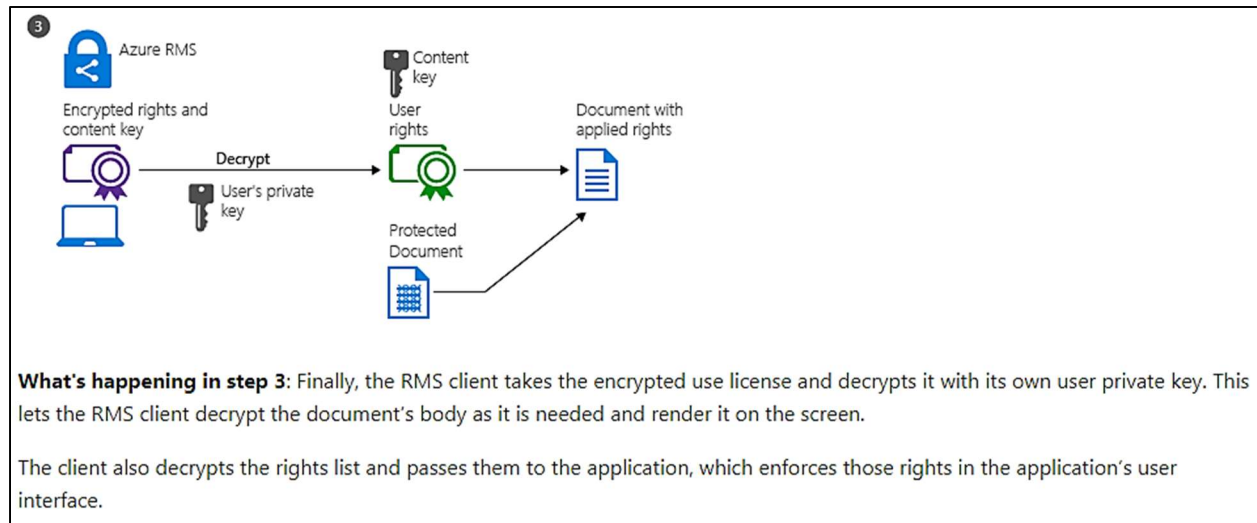 3
Azure RMS
Content
key
Encrypted rights and
content key
User
rights
Document with
applied rights
Decrypt
User's private
key
Protected
Document
What's happening in step 3: Finally, the RMS client takes the encrypted use license and decrypts it with its own user private key. This
lets the RMS client decrypt the document's body as it is needed and render it on the screen.
The client also decrypts the rights list and passes them to the application, which enforces those rights in the application's user
interface.